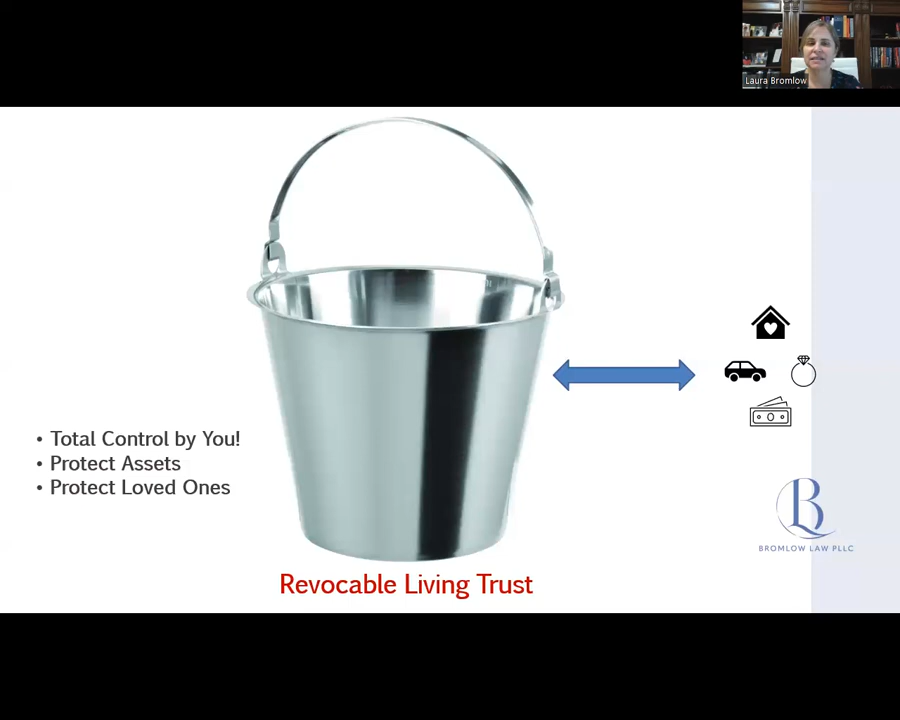 Laura Bromlow
• Total Control by You!
• Protect Assets
• Protect Loved Ones
BROMLOW LAW PLLC
Revocable Living Trust